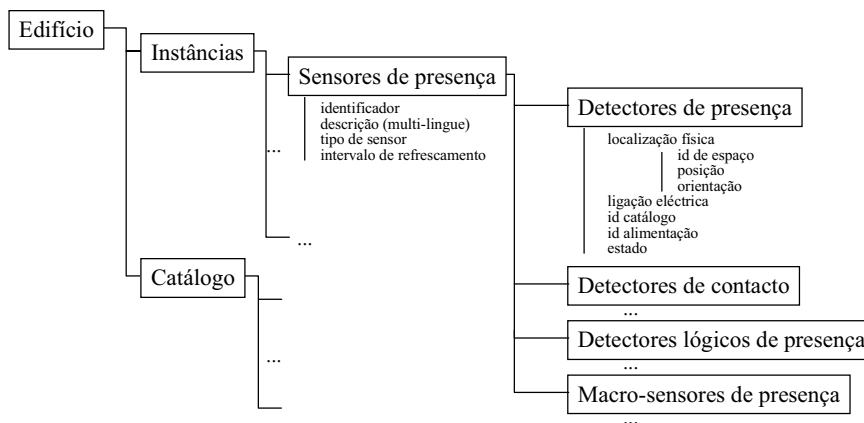 Edifício
Instâncias
Sensores de presença
identificador
descrição (multi-lingue)
tipo de sensor
intervalo de refrescamento
...
...
Detectores de presença
localização física
id de espaço
posição
orientação
ligação eléctrica
id catálogo
id alimentação
estado
Detectores de contacto
...
Detectores lógicos de presença
...
Macro-sensores de presença
...
Catálogo
...